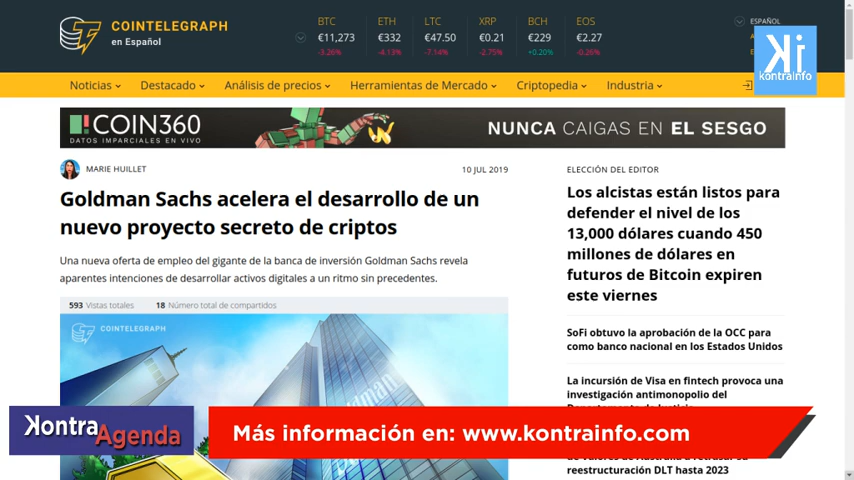 COINTELEGRAPH
en Español
BTC ETH LTC XRP BCH EOS
€11,273 €332 €47.50 €0.21 €229 €2.27
-3.26% -4.13% -7.14% -2.75% +0.20% -0.26%
ESPAÑOL
Ki
kontrainfo
Noticias Destacado Análisis de precios Herramientas de Mercado Criptopedia Industria
COIN360
DATOS IMPARCIALES EN VIVO
NUNCA CAIGAS EN EL SESGO
MARIE HUILLET
10 JUL 2019
Goldman Sachs acelera el desarrollo de un
nuevo proyecto secreto de criptos
Una nueva oferta de empleo del gigante de la banca de inversión Goldman Sachs revela
aparentes intenciones de desarrollar activos digitales a un ritmo sin precedentes.
593 Vistas totales 18 Número total de compartidos
COINTELEGRAPH
Goldman
ELECCIÓN DEL EDITOR
Los alcistas están listos para
defender el nivel de los
13,000 dólares cuando 450
millones de dólares en
futuros de Bitcoin expiren
este viernes
SoFi obtuvo la aprobación de la OCC para
como banco nacional en los Estados Unidos
La incursión de Visa en fintech provoca una
investigación antimonopolio del
reestructuración DLT hasta 2023
Kontra
Agenda
Más información en: www.kontrainfo.com